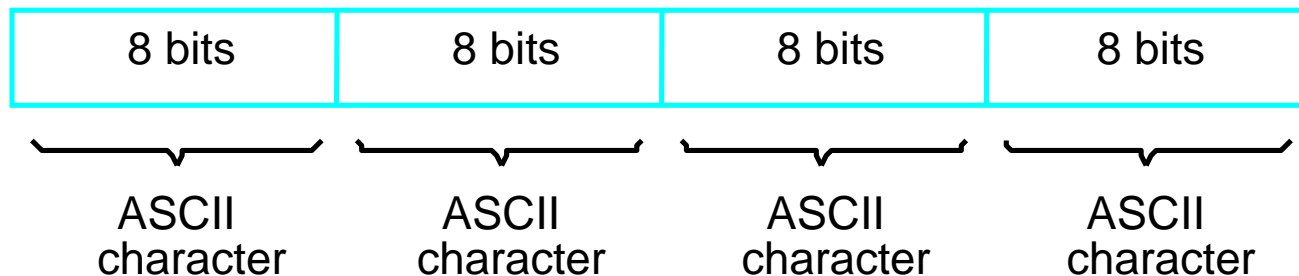 8 bits 8 bits 8 bits 8 bits
ASCII ASCII ASCII ASCII
character character character character